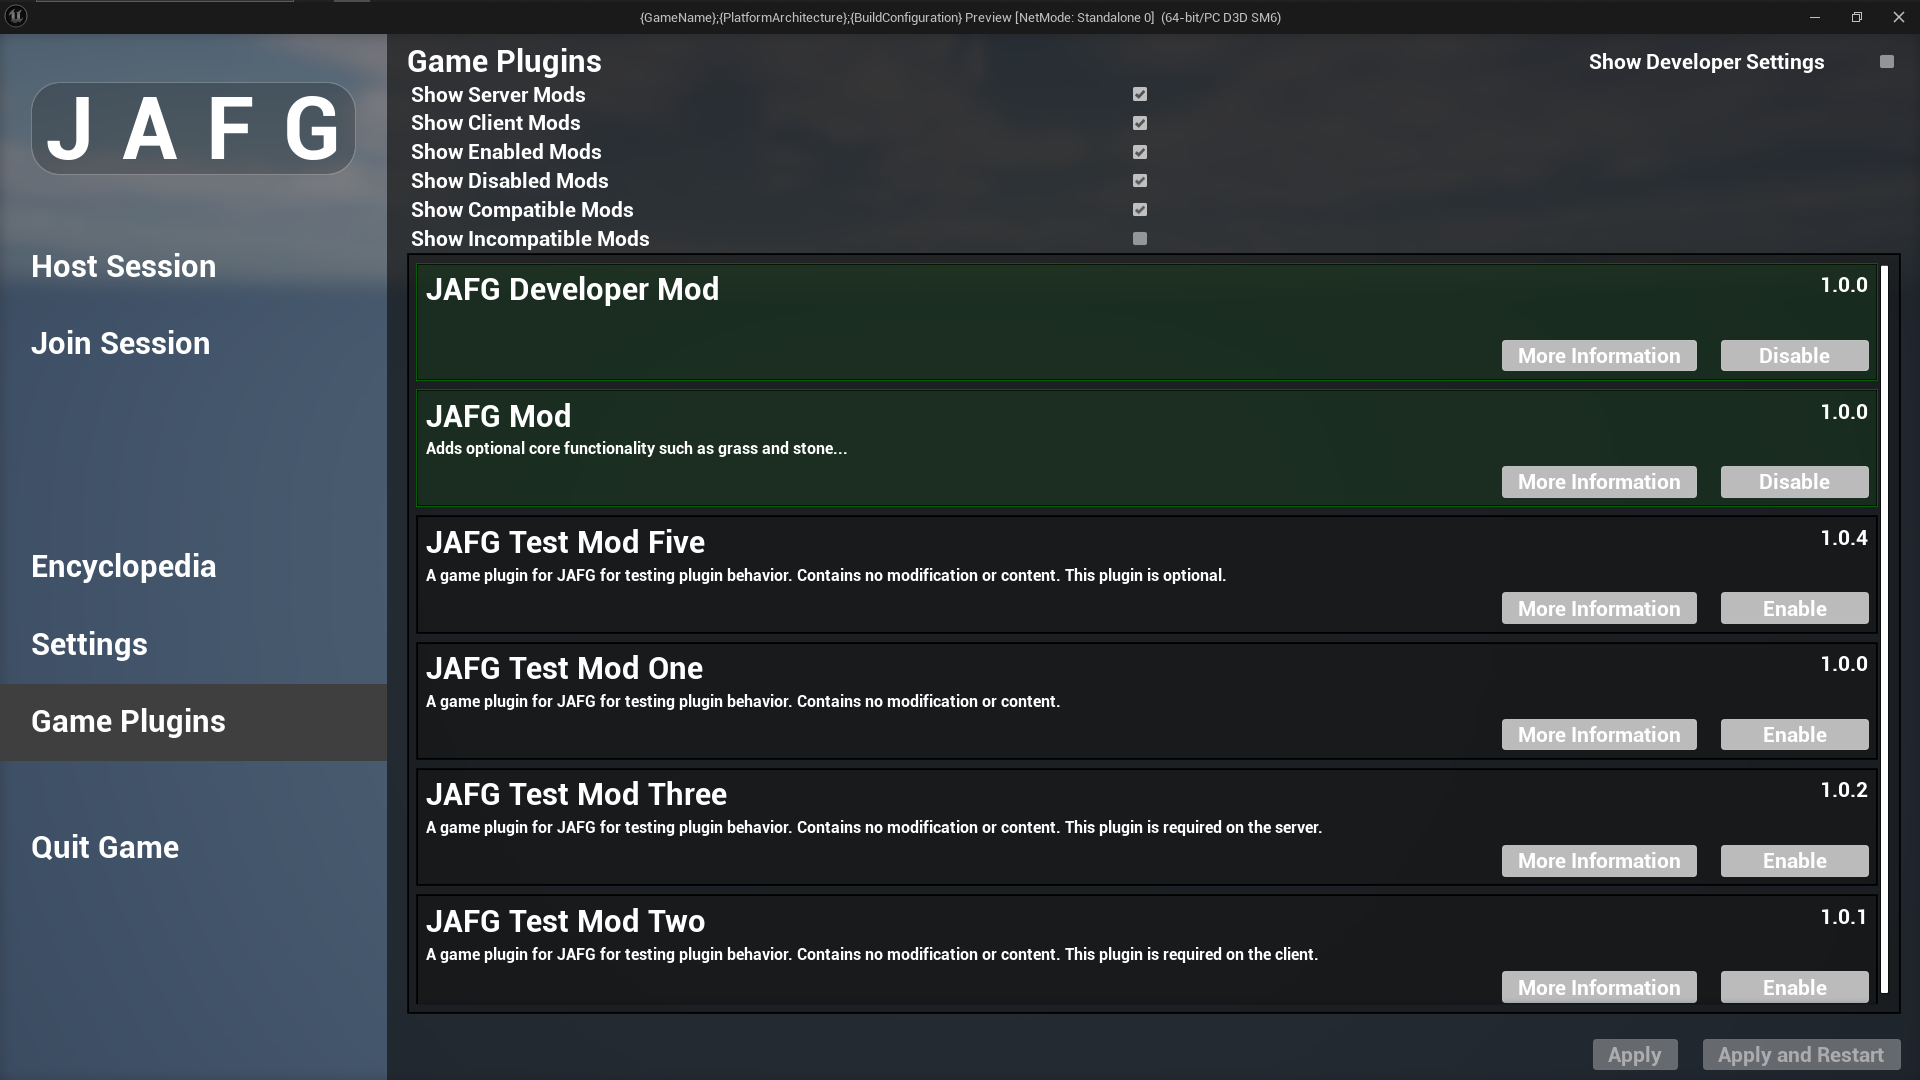 {GameName};{PlatformArchitecture};{BuildConfiguration} Preview [NetMode: Standalone 0]  (64-bit/PC D3D SM6)
J A F G
Host Session
Join Session
Encyclopedia
Settings
Game Plugins
Quit Game
Game Plugins
Show Developer Settings
Show Server Mods
Show Client Mods
Show Enabled Mods
Show Disabled Mods
Show Compatible Mods
Show Incompatible Mods
JAFG Developer Mod
1.0.0
More Information
Disable
JAFG Mod
1.0.0
Adds optional core functionality such as grass and stone...
More Information
Disable
JAFG Test Mod Five
1.0.4
A game plugin for JAFG for testing plugin behavior. Contains no modification or content. This plugin is optional.
More Information
Enable
JAFG Test Mod One
1.0.0
A game plugin for JAFG for testing plugin behavior. Contains no modification or content.
More Information
Enable
JAFG Test Mod Three
1.0.2
A game plugin for JAFG for testing plugin behavior. Contains no modification or content. This plugin is required on the server.
More Information
Enable
JAFG Test Mod Two
1.0.1
A game plugin for JAFG for testing plugin behavior. Contains no modification or content. This plugin is required on the client.
More Information
Enable
Apply
Apply and Restart